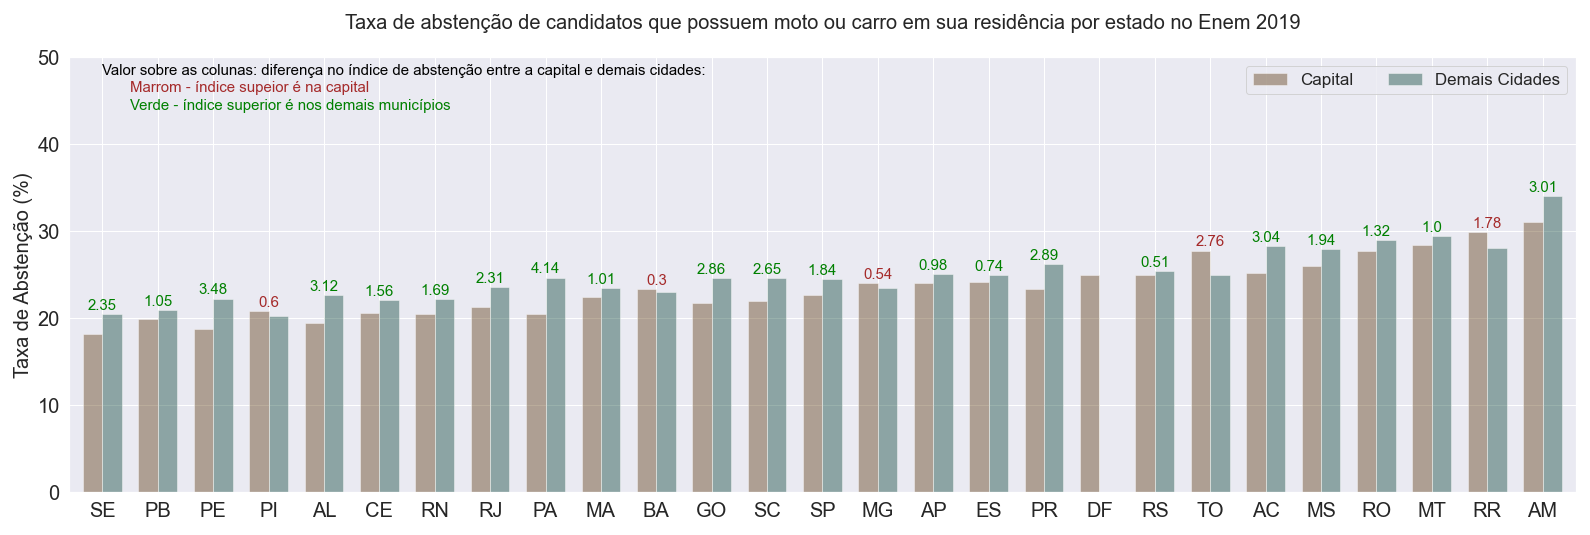 Taxa de abstenção de candidatos que possuem moto ou carro em sua residência por estado no Enem 2019
Valor sobre as colunas: diferença no índice de abstenção entre a capital e demais cidades:
Marrom - índice supeior é na capital
Verde - índice superior é nos demais municípios
Capital Demais Cidades
Taxa de Abstenção (%)
50
40
30
20
10
0
2.35 1.05 3.48 0.6 3.12 1.56 1.69 2.31 4.14 1.01 0.3 2.86 2.65 1.84 0.54 0.98 0.74 2.89 0.51 2.76 3.04 1.94 1.32 1.0 1.78 3.01
SE PB PE PI AL CE RN RJ PA MA BA GO SC SP MG AP ES PR DF RS TO AC MS RO MT RR AM